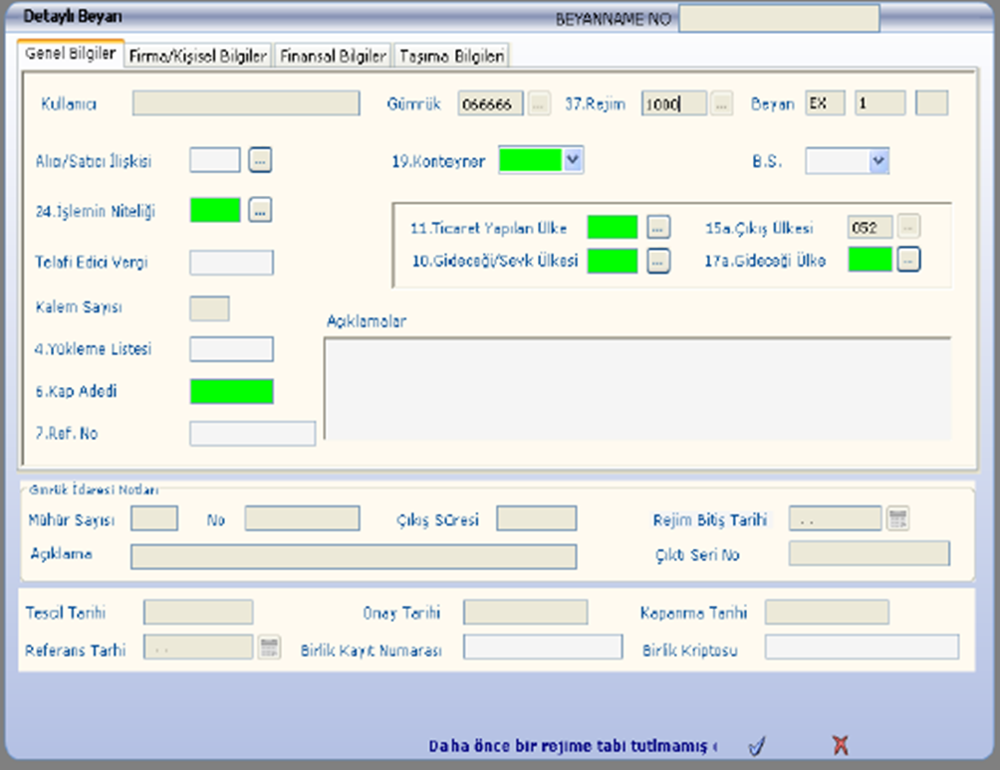 Detaylı Beyan BEYANNAME NO
Genel Bilgiler Firma/Kişisel Bilgiler Finansal Bilgiler Taşıma Bilgileri
Kullanıcı Gümrük 066666 ... 37.Rejim 1000 ... Beyan EX 1
Alıcı/Satıcı İlişkisi ... 19.Konteyner B.S.
24.İşlemin Niteliği ...
11.Ticaret Yapılan Ülke ... 15a.Çıkış Ülkesi 052 ...
Telafi Edici Vergi 10.Gideceği/Sevk Ülkesi ... 17a.Gideceği Ülke ...
Kalem Sayısı
Açıklamalar
4.Yükleme Listesi
6.Kap Adedi
7.Ref. No
Gmrük İdaresi Notları
Mühür Sayısı No Çıkış SÜresi Rejim Bitiş Tarihi . .
Açıklama Çıktı Seri No
Tescil Tarihi Onay Tarihi Kapanma Tarihi
Referans Tarhi . . Birlik Kayıt Numarası Birlik Kriptosu
Daha önce bir rejime tabi tutlmamış (